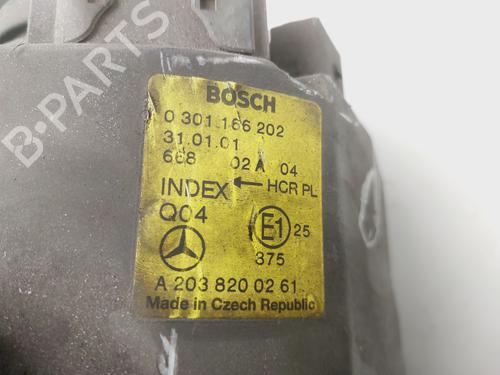 BOSCH
0 301 166 202
31.01.01
668 02 A 04
INDEX ← HCR PL
Q04
E1 25
375
A 203 820 02 61
Made in Czech Republic
B-PARTS